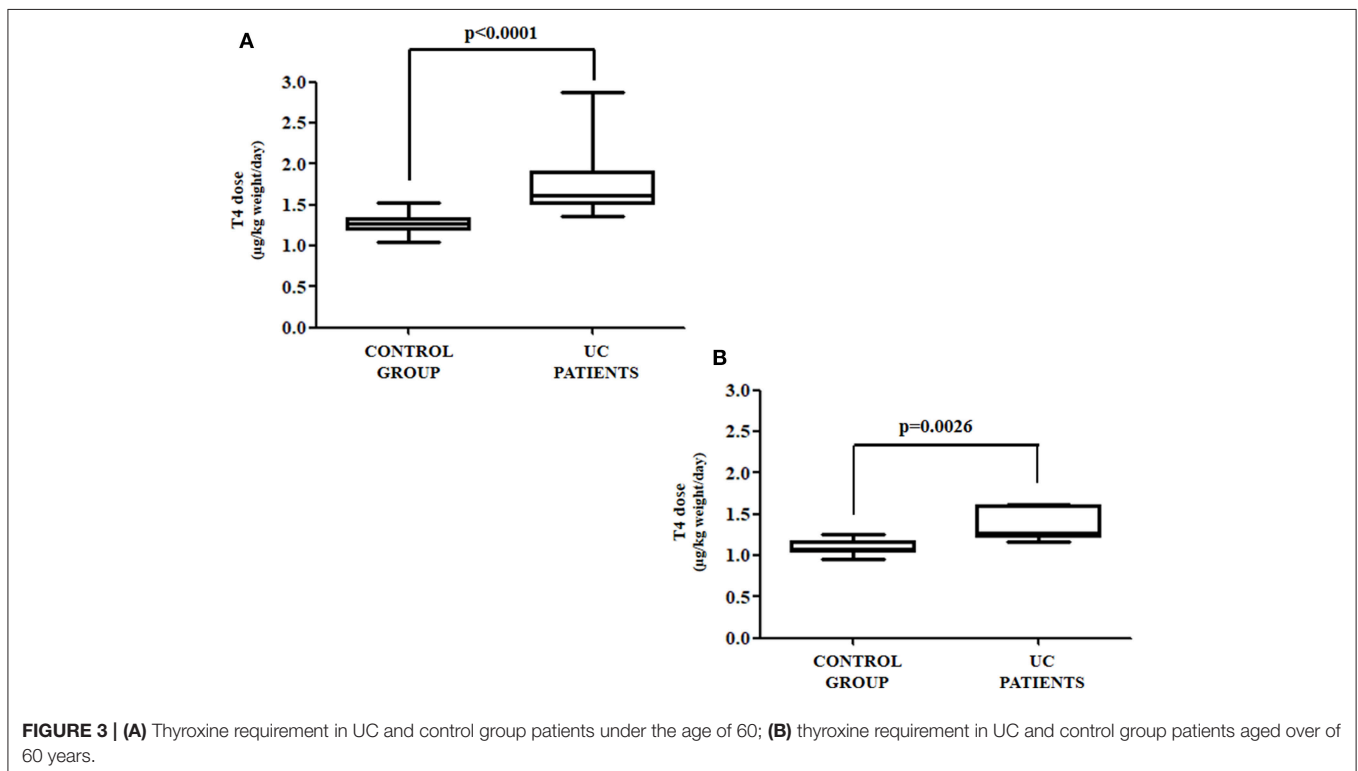 A
p<0.0001
3.0
2.5
2.0
1.5
1.0
0.5
0.0
T4 dose
(µg/kg weight/day)
CONTROL
GROUP
UC
PATIENTS
B
p=0.0026
3.0
2.5
2.0
1.5
1.0
0.5
0.0
T4 dose
(µg/kg weight/day)
CONTROL
GROUP
UC
PATIENTS
FIGURE 3 | (A) Thyroxine requirement in UC and control group patients under the age of 60; (B) thyroxine requirement in UC and control group patients aged over of
60 years.